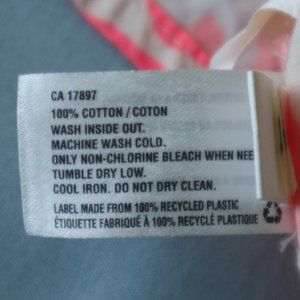 CA 17897
100% COTTON / COTON
WASH INSIDE OUT.
MACHINE WASH COLD.
ONLY NON-CHLORINE BLEACH WHEN NEE
TUMBLE DRY LOW.
COOL IRON. DO NOT DRY CLEAN.
LABEL MADE FROM 100% RECYCLED PLASTIC
ÉTIQUETTE FABRIQUÉ À 100% RECYCLÉ PLASTIQUE